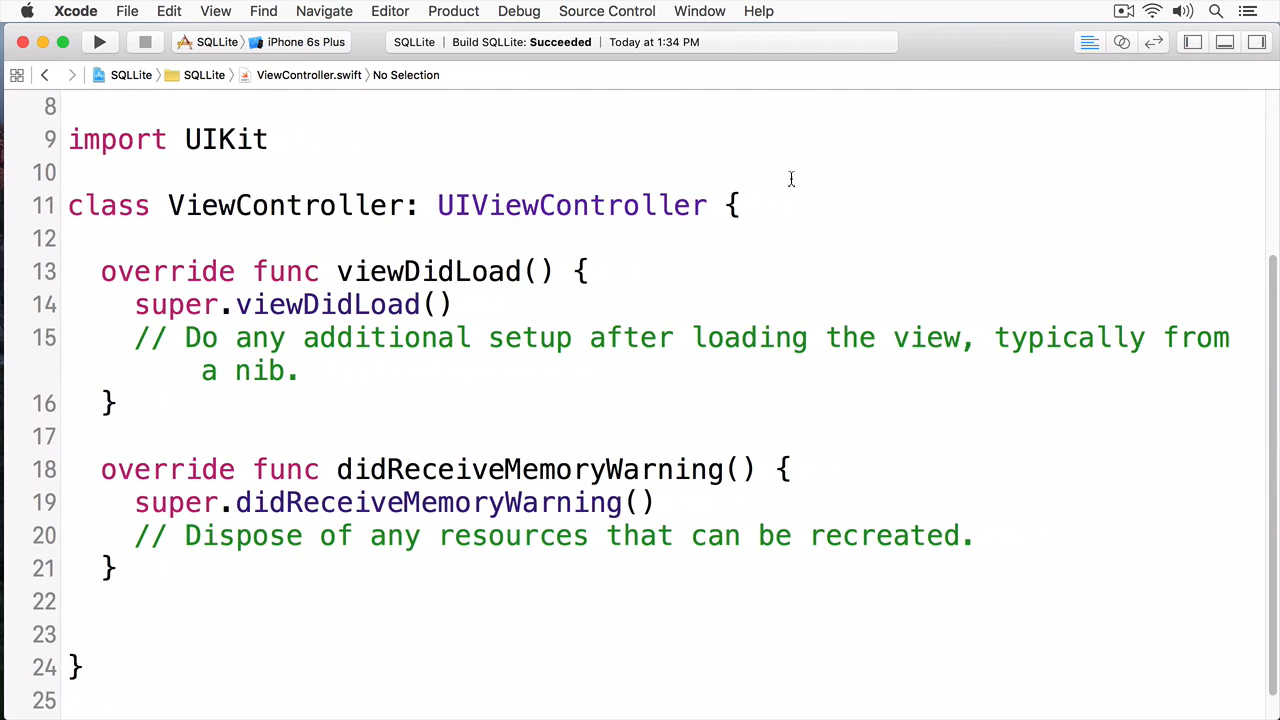 Xcode File Edit View Find Navigate Editor Product Debug Source Control Window Help
SQLLite iPhone 6s Plus SQLLite Build SQLlite: Succeeded Today at 1:34 PM
SQLLite SQLLite ViewController.swift No Selection
8
9 import UIKit
10
11 class ViewController: UIViewController {
12
13 override func viewDidLoad() {
14 super.viewDidLoad()
15 // Do any additional setup after loading the view, typically from
a nib.
16 }
17
18 override func didReceiveMemoryWarning() {
19 super.didReceiveMemoryWarning()
20 // Dispose of any resources that can be recreated.
21 }
22
23
24 }
25